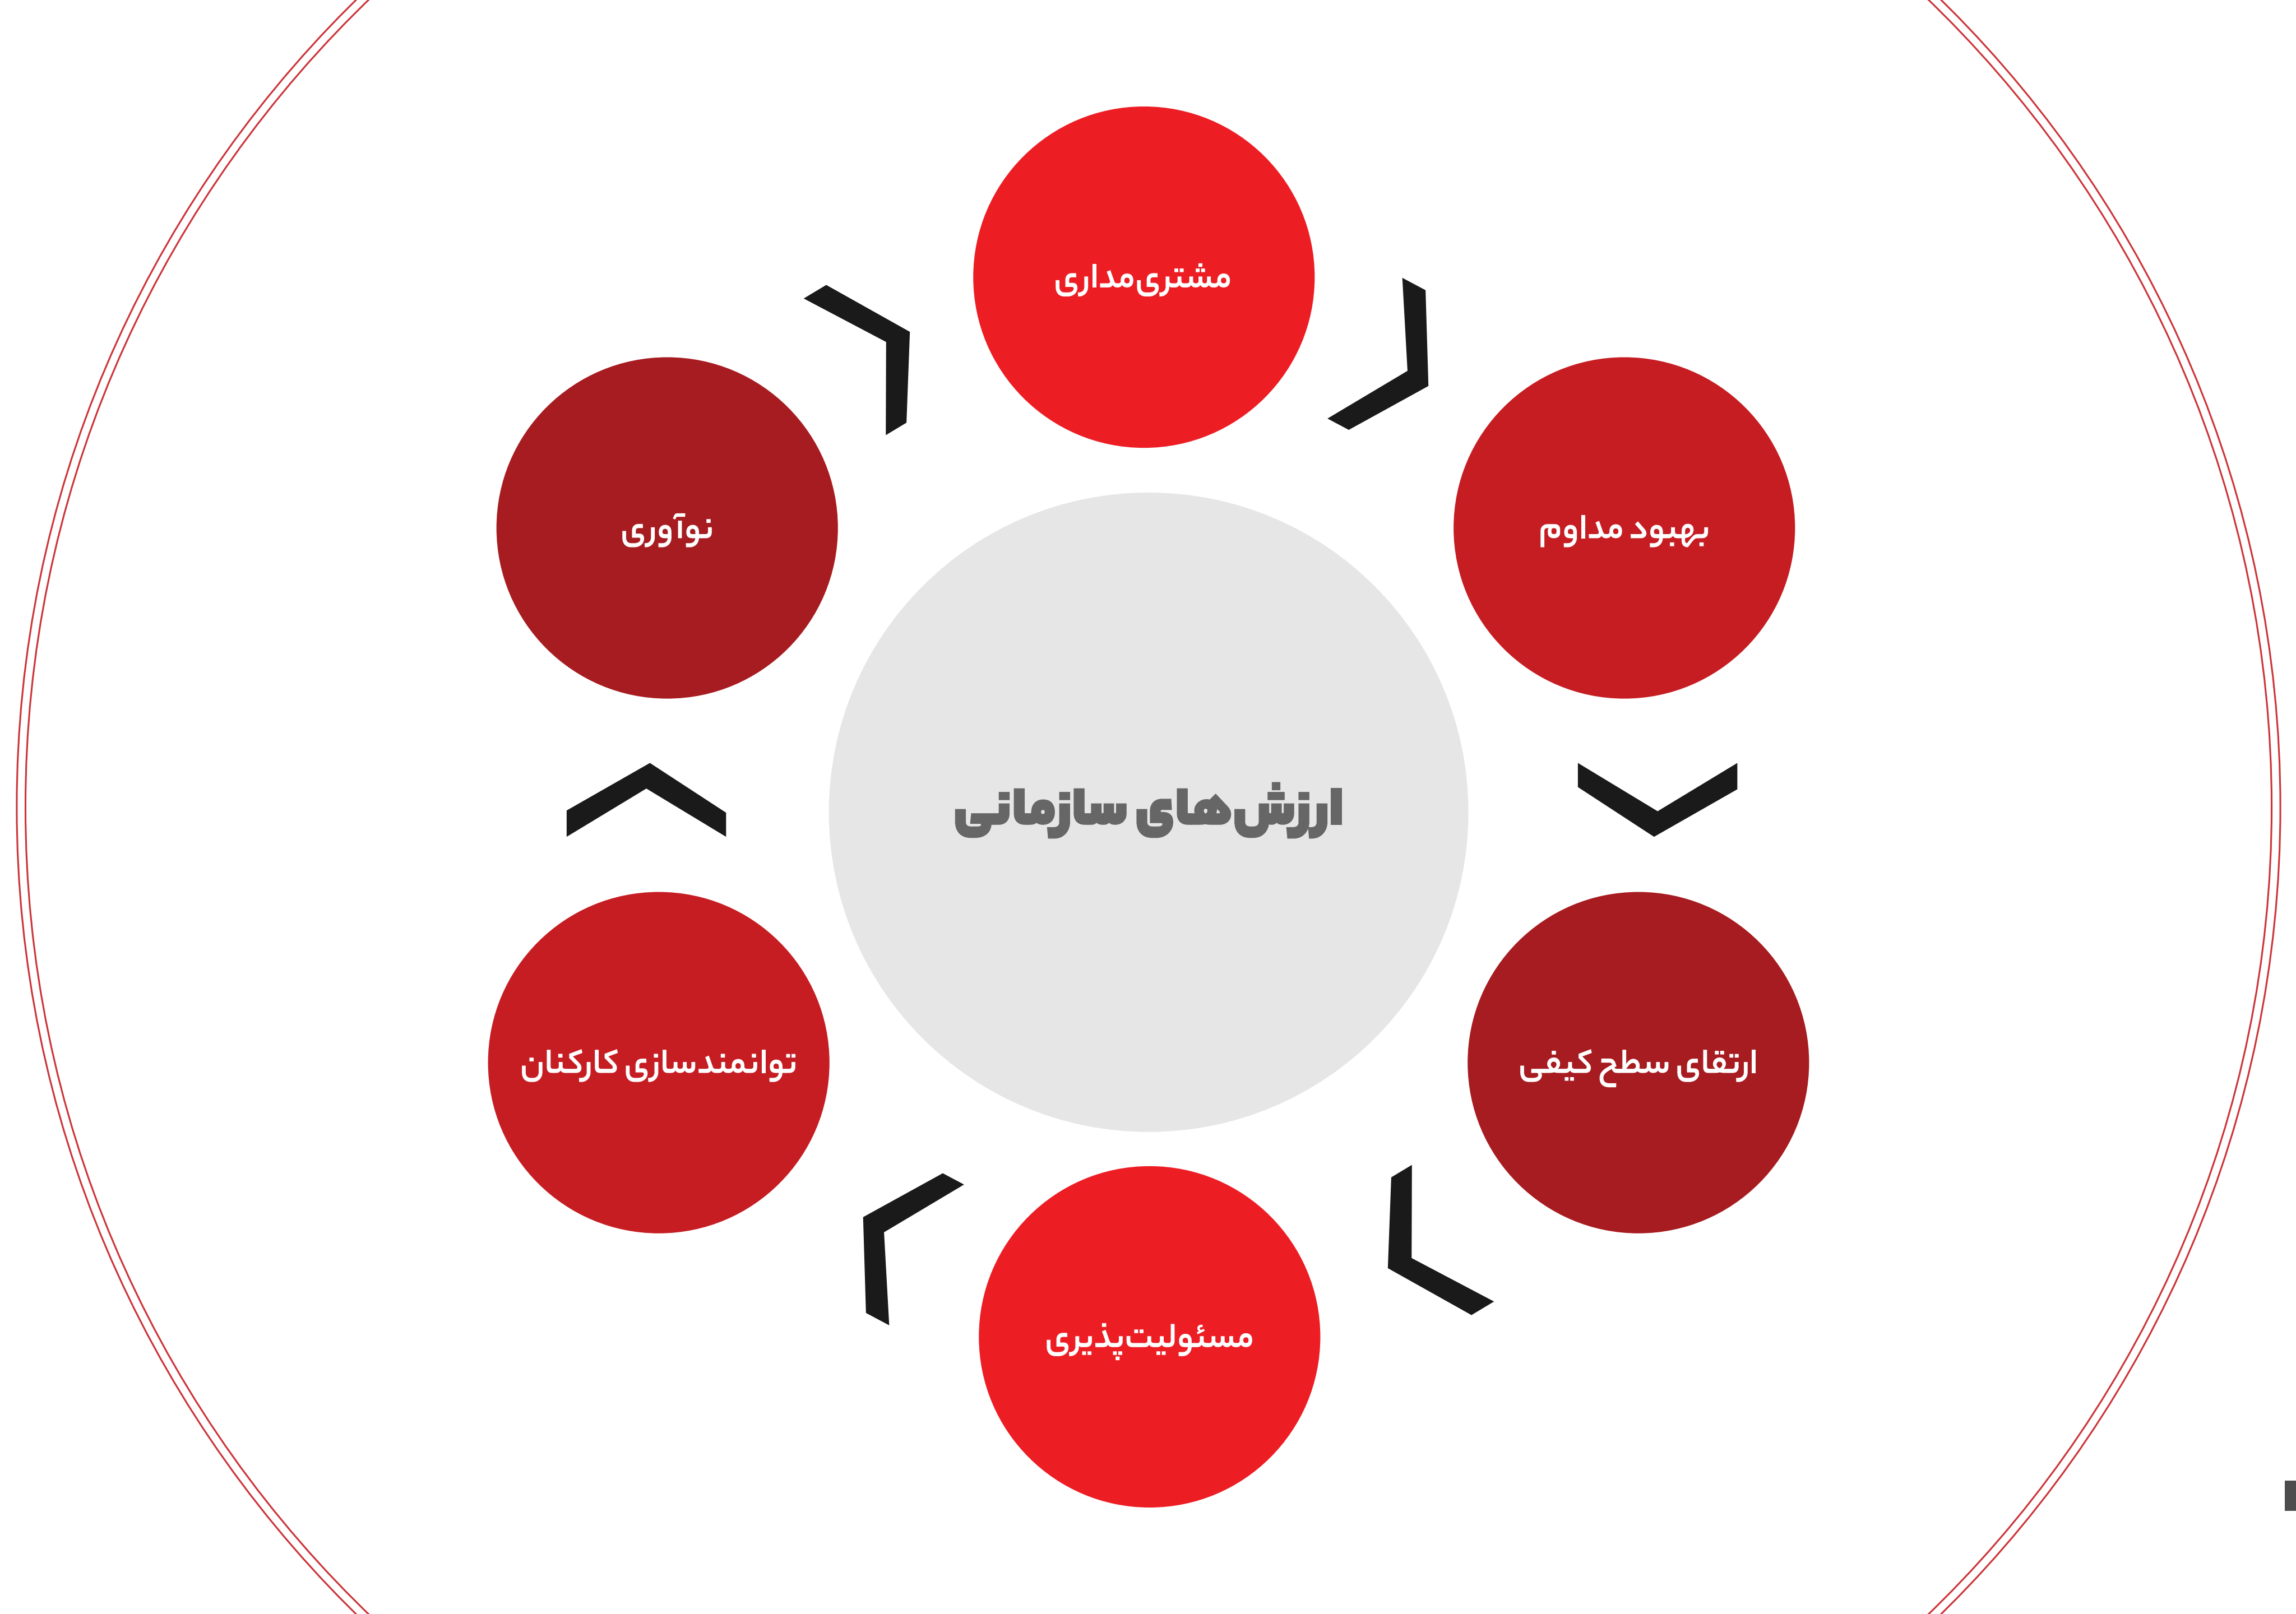 مشتری‌مداری
بهبود مداوم
نوآوری
ارزش‌های سازمانی
ارتقای سطح کیفی
توانمندسازی کارکنان
مسئولیت‌پذیری